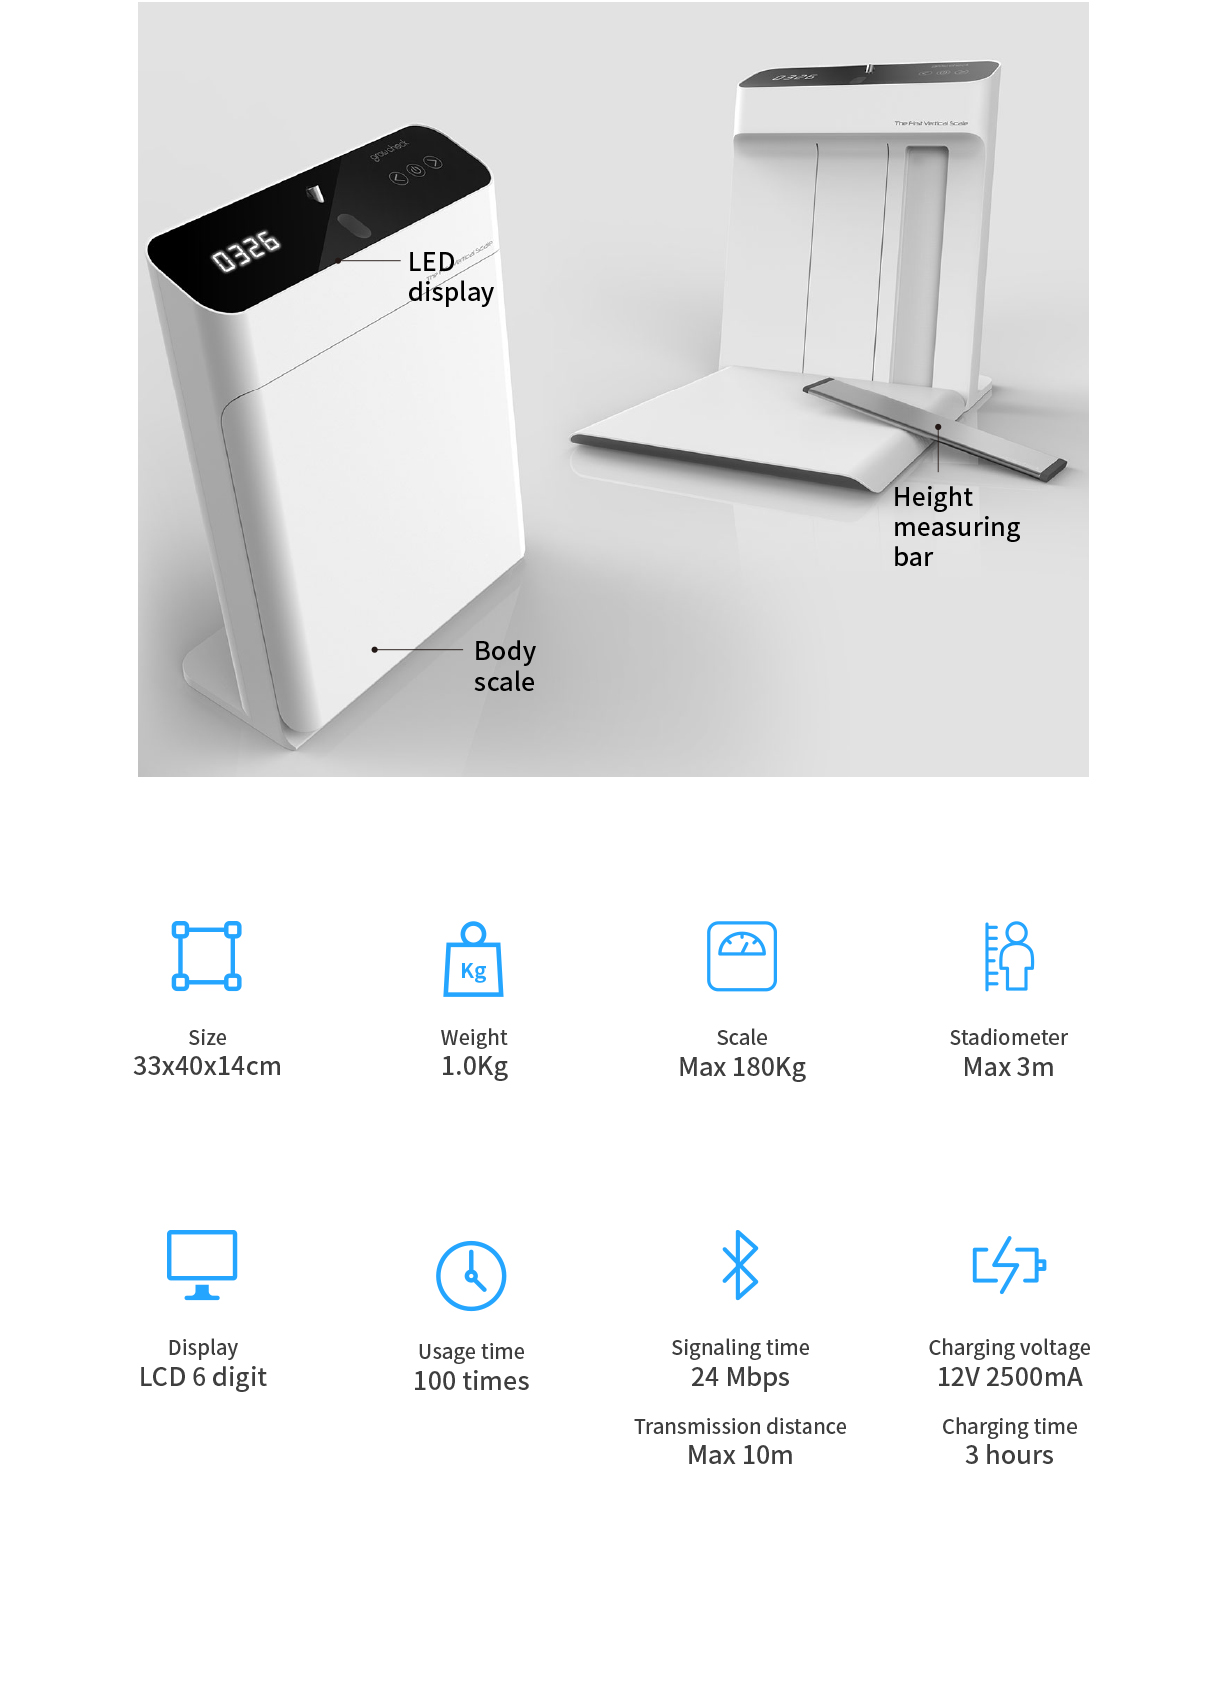 0326
growcheck
The First Vertical Scale
LED
display
Body
scale
0326
The First Vertical Scale
Height
measuring
bar
Kg
Size
33x40x14cm
Weight
1.0Kg
Scale
Max 180Kg
Stadiometer
Max 3m
Display
LCD 6 digit
Usage time
100 times
Signaling time
24 Mbps
Transmission distance
Max 10m
Charging voltage
12V 2500mA
Charging time
3 hours